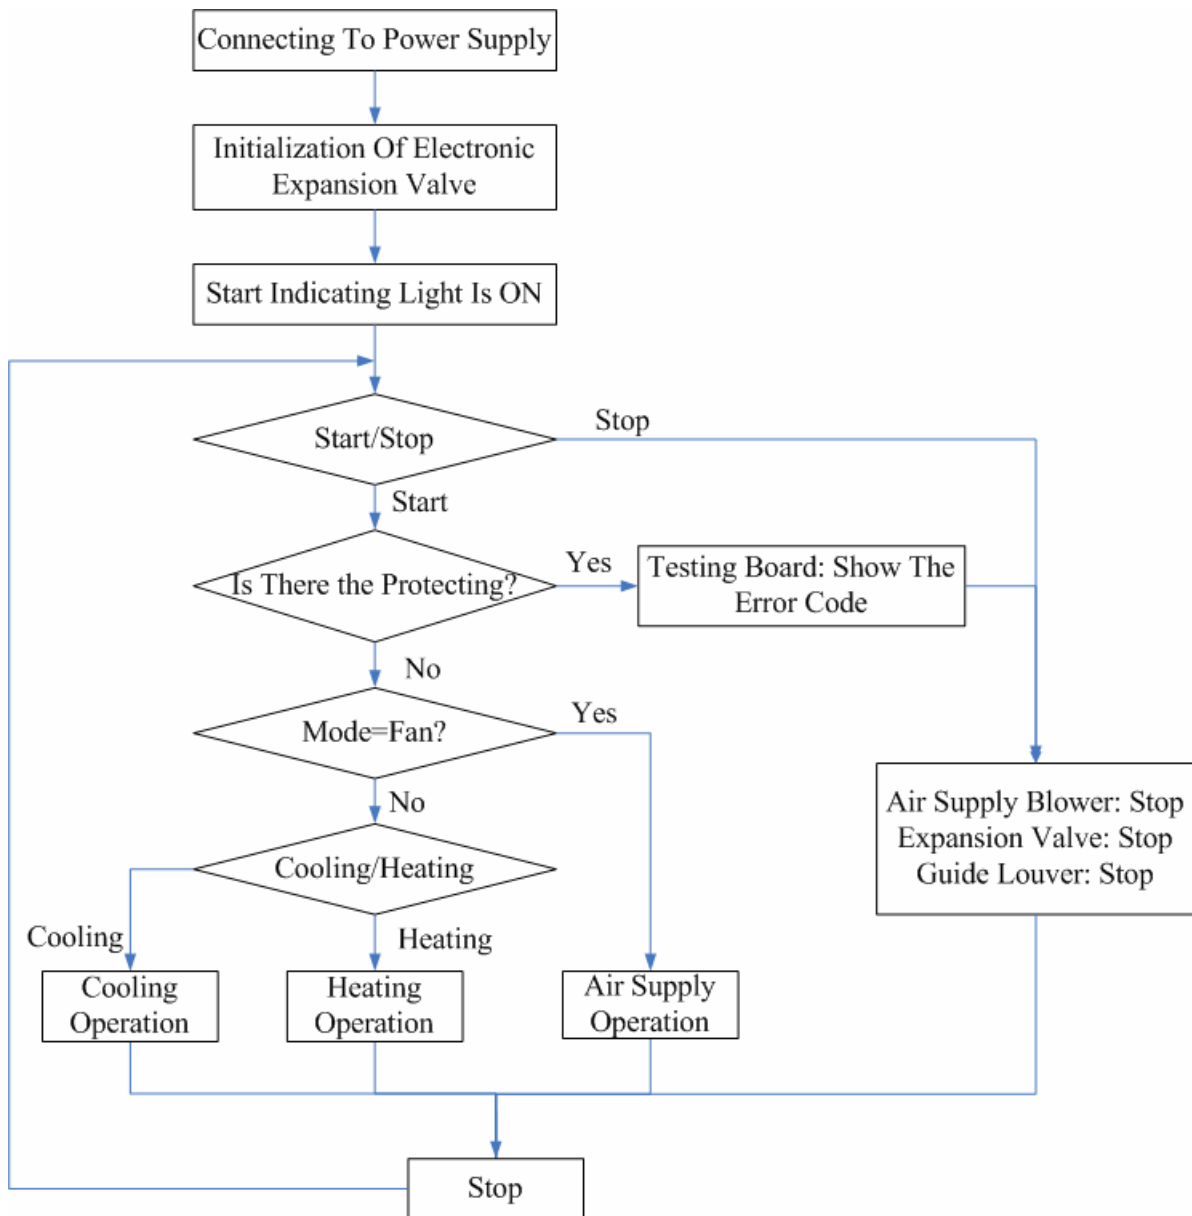 Connecting To Power Supply
Initialization Of Electronic
Expansion Valve
Start Indicating Light Is ON
Start/Stop
Stop
Start
Is There the Protecting?
Yes
Testing Board: Show The
Error Code
No
Mode=Fan?
Yes
No
Air Supply Blower: Stop
Expansion Valve: Stop
Guide Louver: Stop
Cooling/Heating
Cooling
Heating
Cooling
Operation
Heating
Operation
Air Supply
Operation
Stop